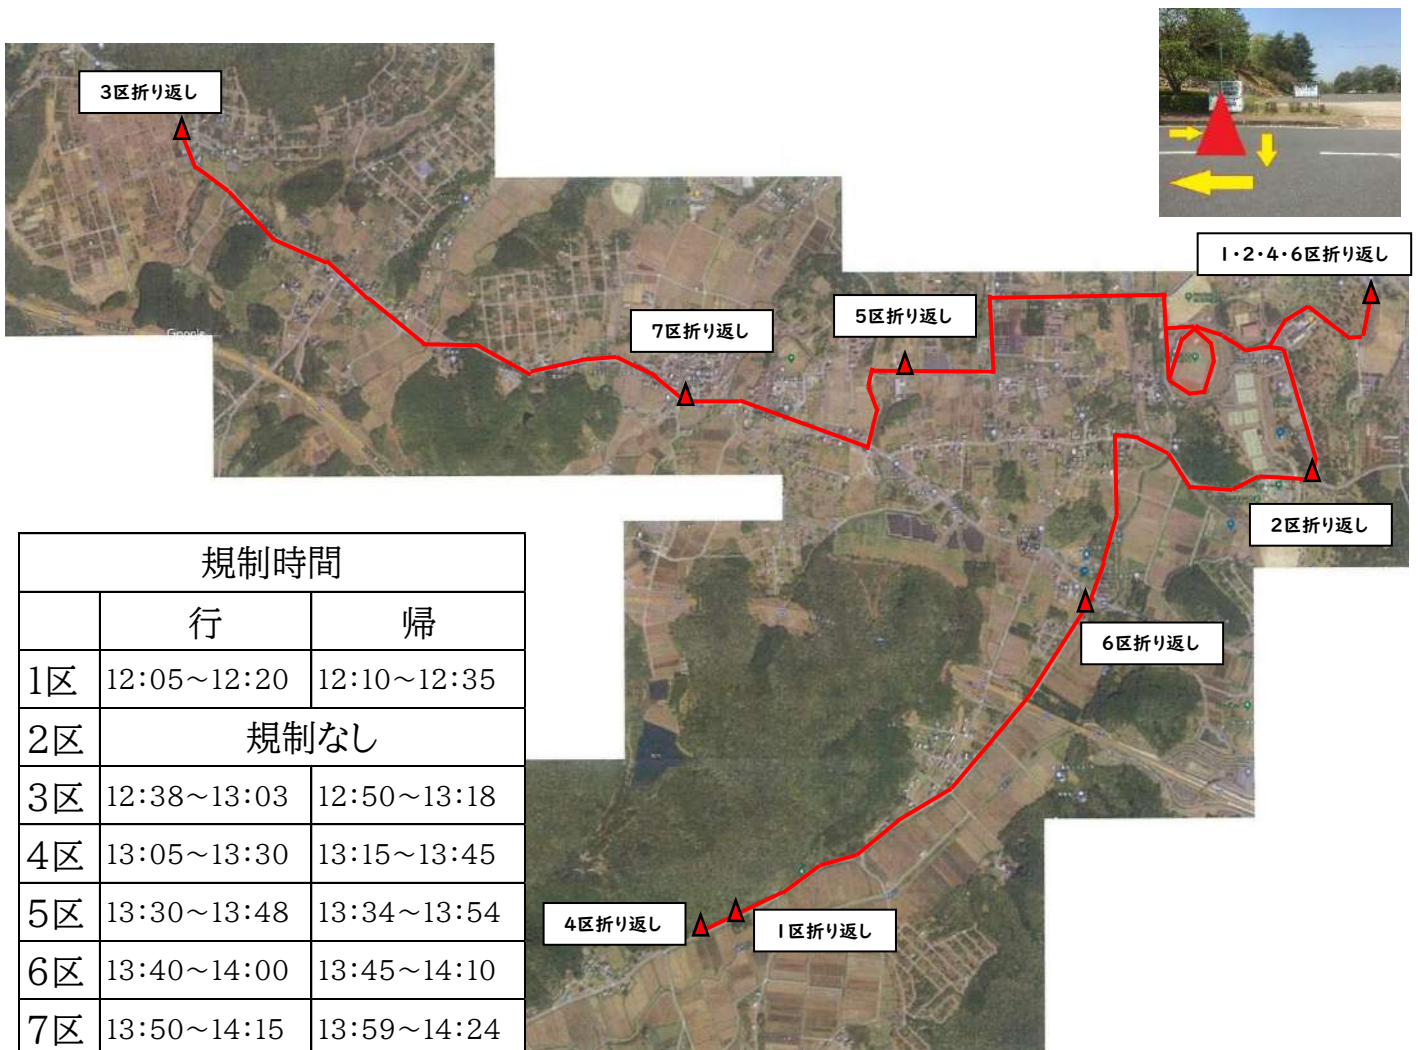 3区折り返し
1・2・4・6区折り返し
5区折り返し
7区折り返し
Google
2区折り返し
6区折り返し
4区折り返し
1区折り返し
規制時間
行 帰
1区 12:05～12:20 12:10～12:35
2区 規制なし
3区 12:38～13:03 12:50～13:18
4区 13:05～13:30 13:15～13:45
5区 13:30～13:48 13:34～13:54
6区 13:40～14:00 13:45～14:10
7区 13:50～14:15 13:59～14:24